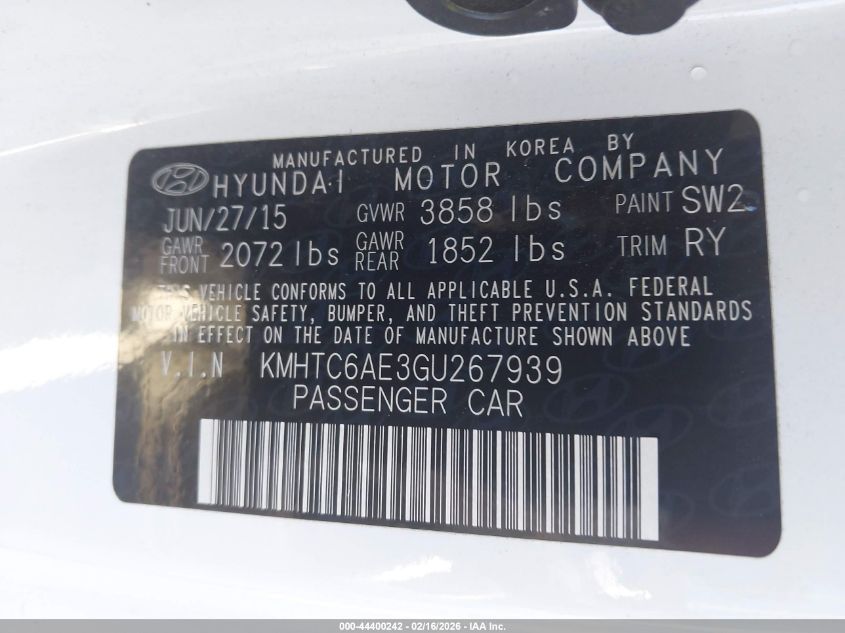 MANUFACTURED IN KOREA BY
HYUNDAI MOTOR COMPANY
JUN/27/15 GVWR 3858 lbs PAINT SW2
GAWR FRONT 2072 lbs GAWR REAR 1852 lbs TRIM RY
THIS VEHICLE CONFORMS TO ALL APPLICABLE U.S.A. FEDERAL
MOTOR VEHICLE SAFETY, BUMPER, AND THEFT PREVENTION STANDARDS
IN EFFECT ON THE DATE OF MANUFACTURE SHOWN ABOVE
V.I.N KMHTC6AE3GU267939
PASSENGER CAR
000-44400242 - 02/16/2026 - IAA Inc.